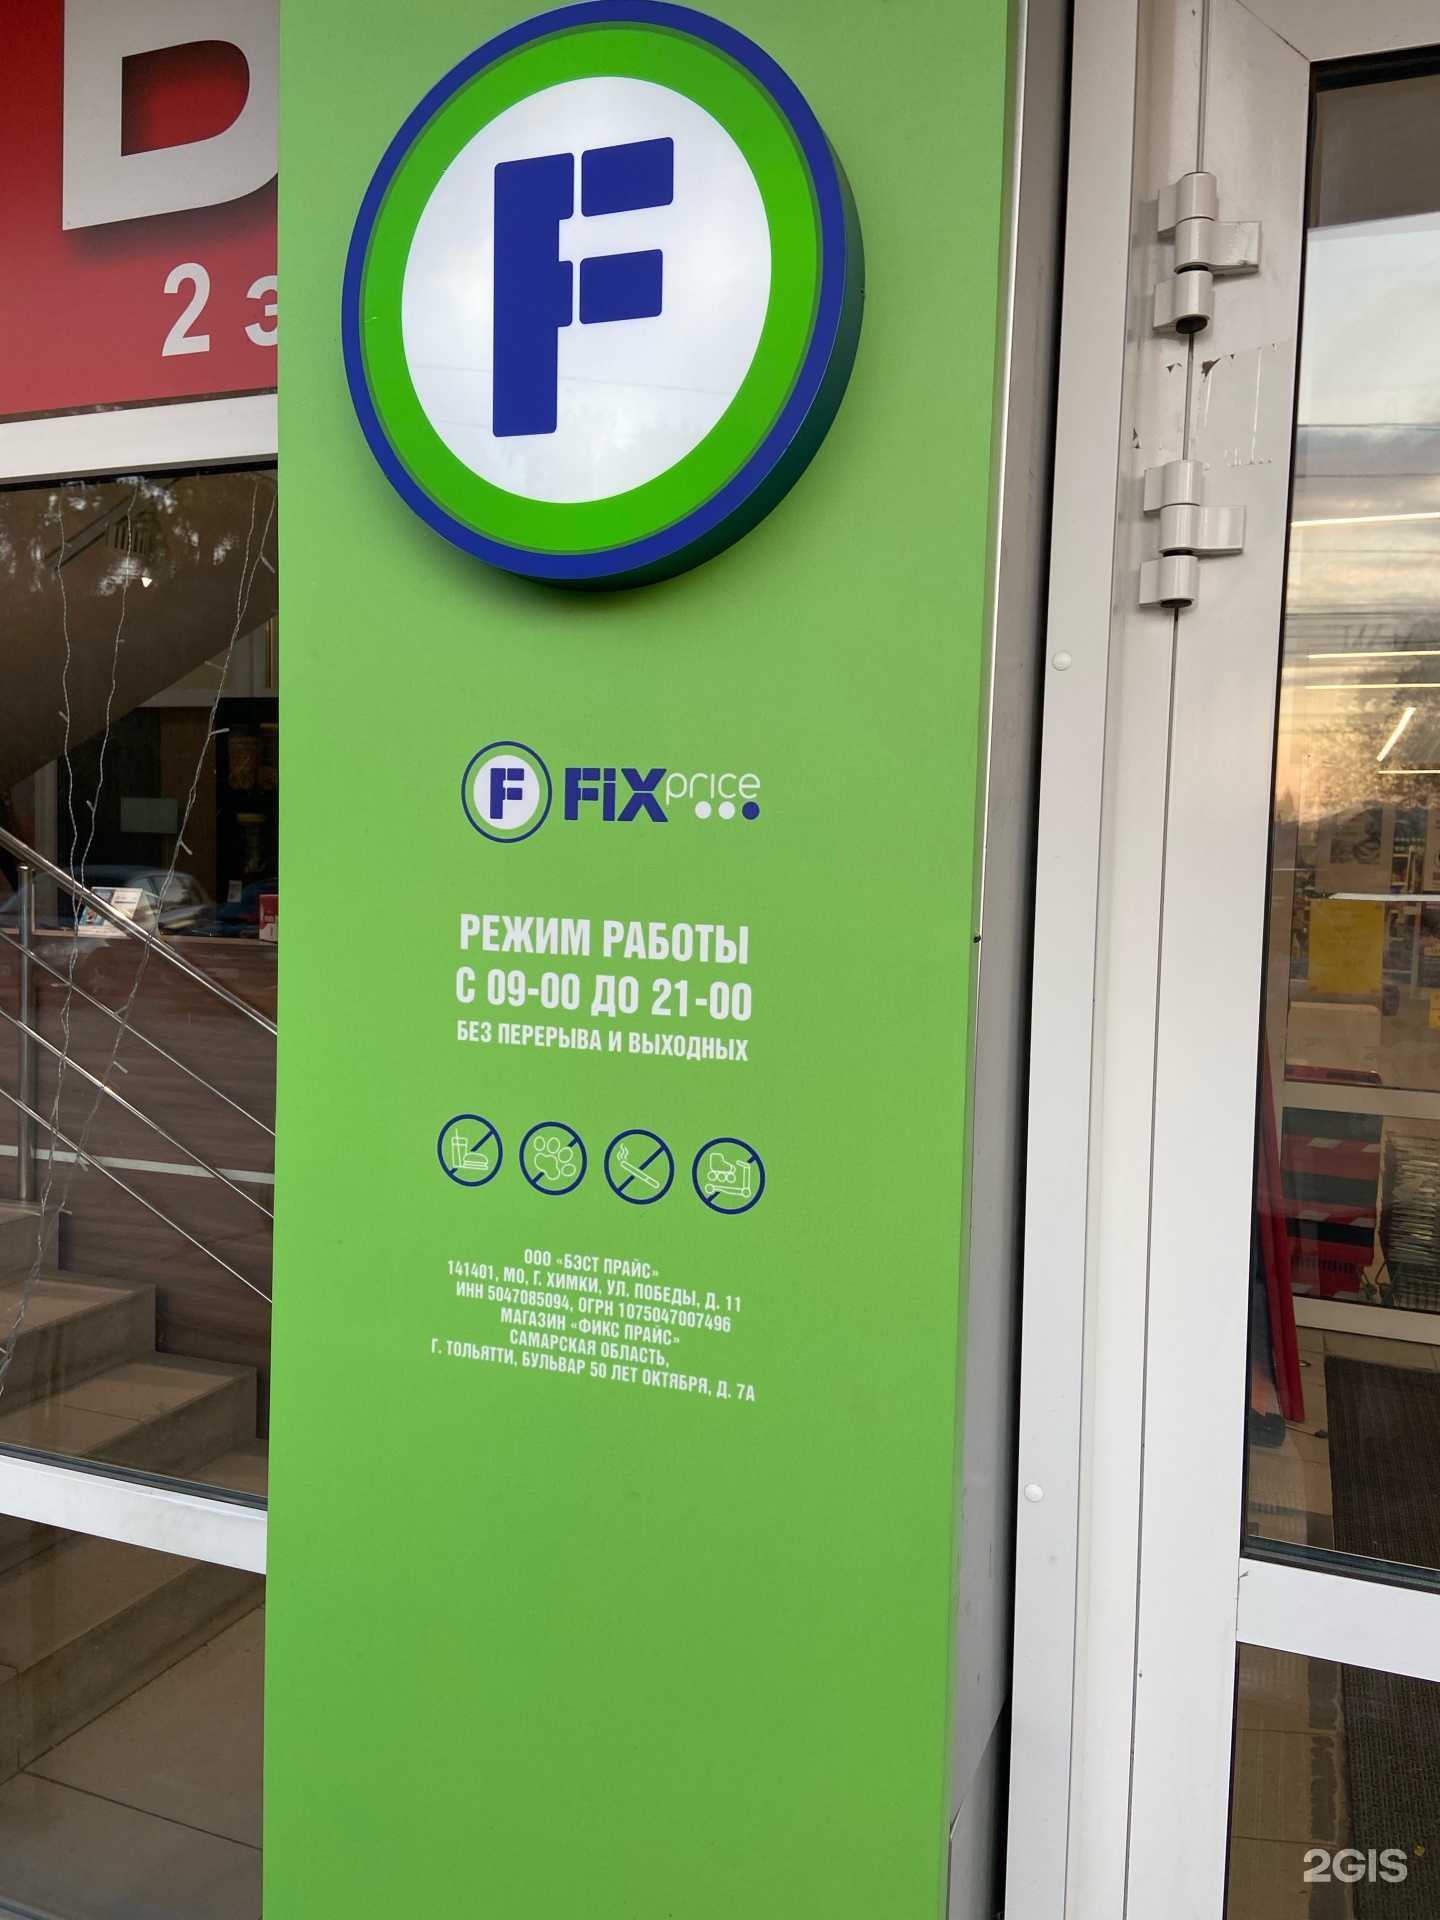 2 э
F
F FiX price
РЕЖИМ РАБОТЫ
С 09-00 ДО 21-00
БЕЗ ПЕРЕРЫВА И ВЫХОДНЫХ
ООО «БЭСТ ПРАЙС»
141401, МО, Г. ХИМКИ, УЛ. ПОБЕДЫ, Д. 11
ИНН 5047085094, ОГРН 1075047007496
МАГАЗИН «ФИКС ПРАЙС»
САМАРСКАЯ ОБЛАСТЬ,
Г. ТОЛЬЯТТИ, БУЛЬВАР 50 ЛЕТ ОКТЯБРЯ, Д. 7А
2GIS